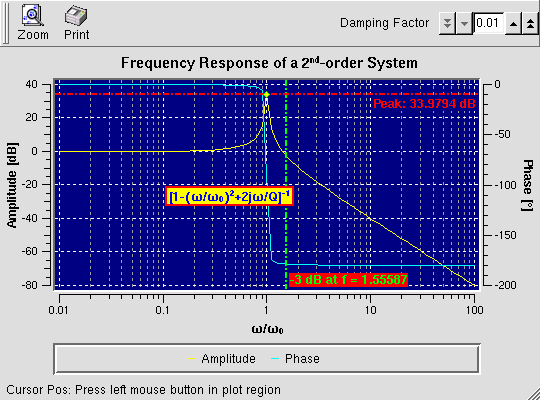 Zoom Print Damping Factor 0.01
Frequency Response of a 2nd-order System
Amplitude [dB]
40
20
0
-20
-40
-60
-80
Peak: 33.9794 dB
[1-(ω/ω0)2+2jω/Q]-1
-3 dB at f = 1.55587
0
-50
-100
-150
-200
Phase [°]
0.01 0.1 1 10 100
ω/ω0
Amplitude Phase
Cursor Pos: Press left mouse button in plot region